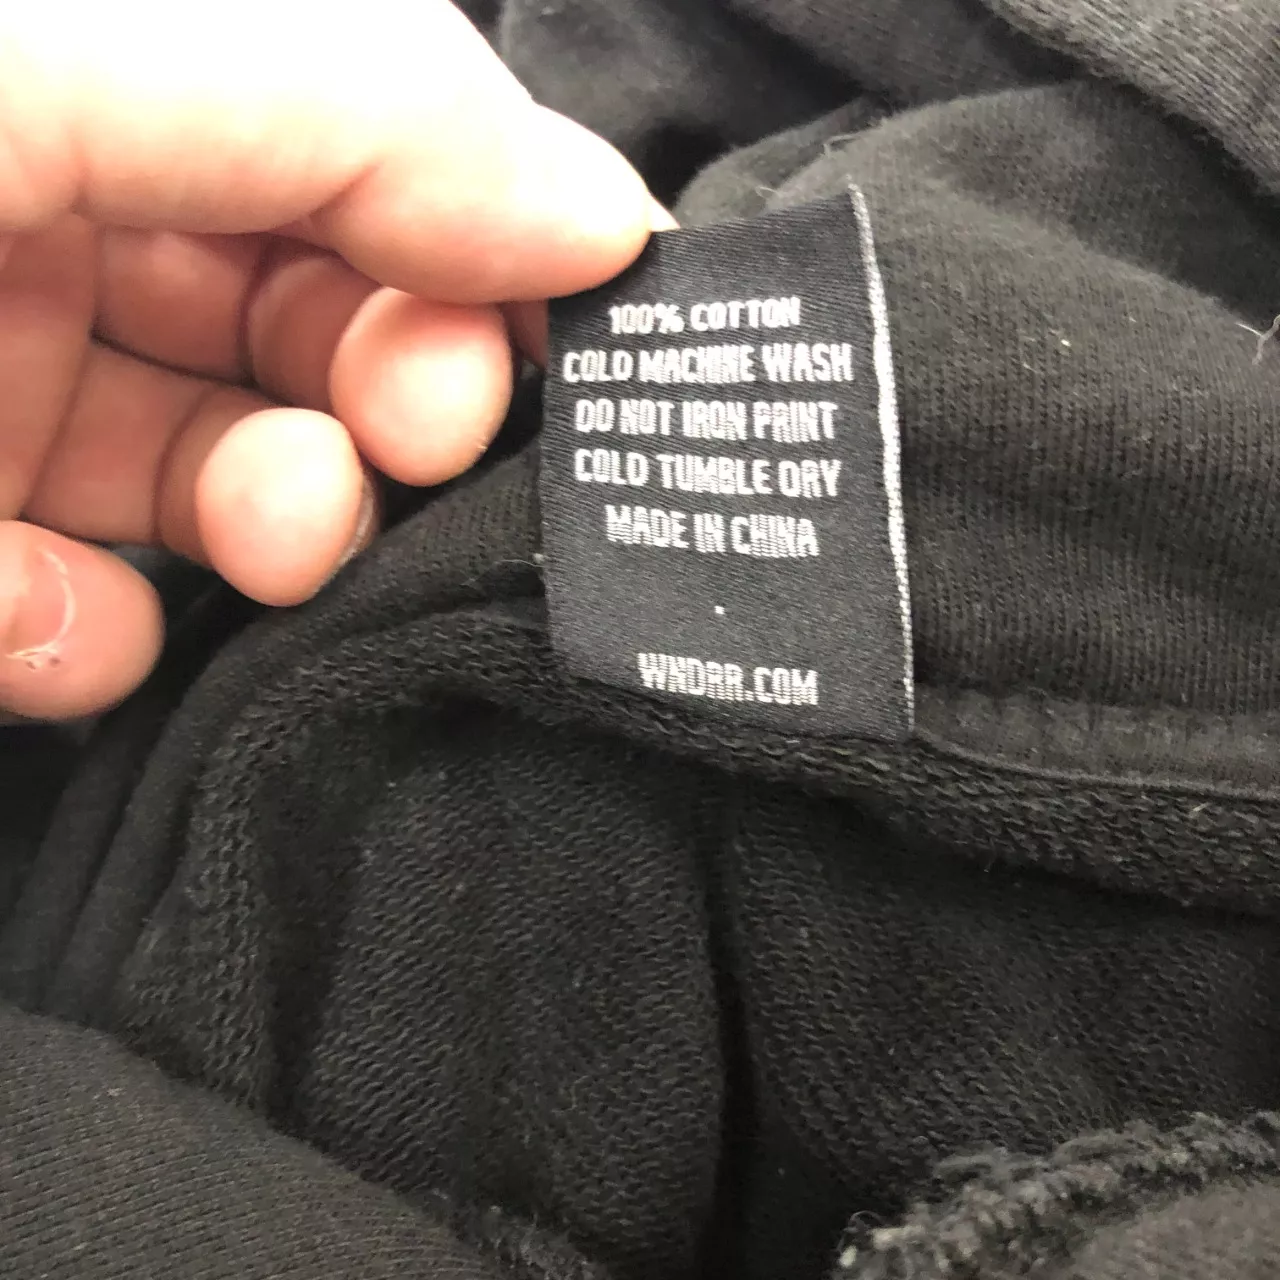 100% COTTON
COLD MACHINE WASH
DO NOT IRON PRINT
COLD TUMBLE DRY
MADE IN CHINA
.
WNDRR.COM